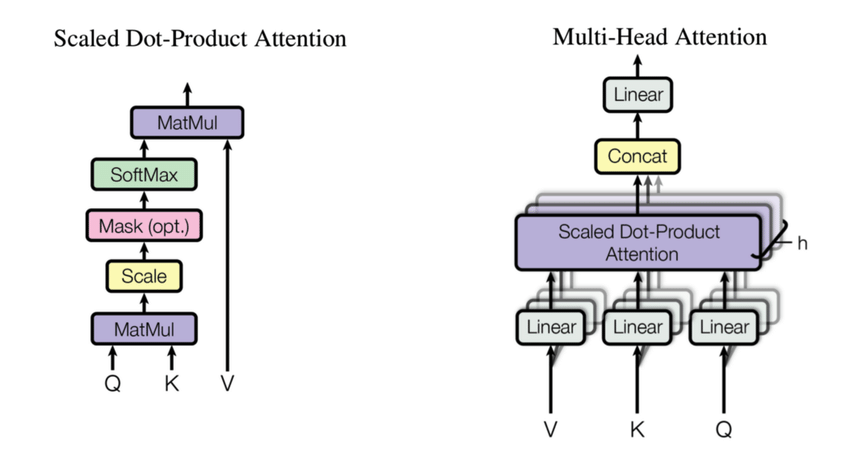 Scaled Dot-Product Attention
MatMul
SoftMax
Mask (opt.)
Scale
MatMul
Q K V
Multi-Head Attention
Linear
Concat
Scaled Dot-Product
Attention
h
Linear Linear Linear
V K Q